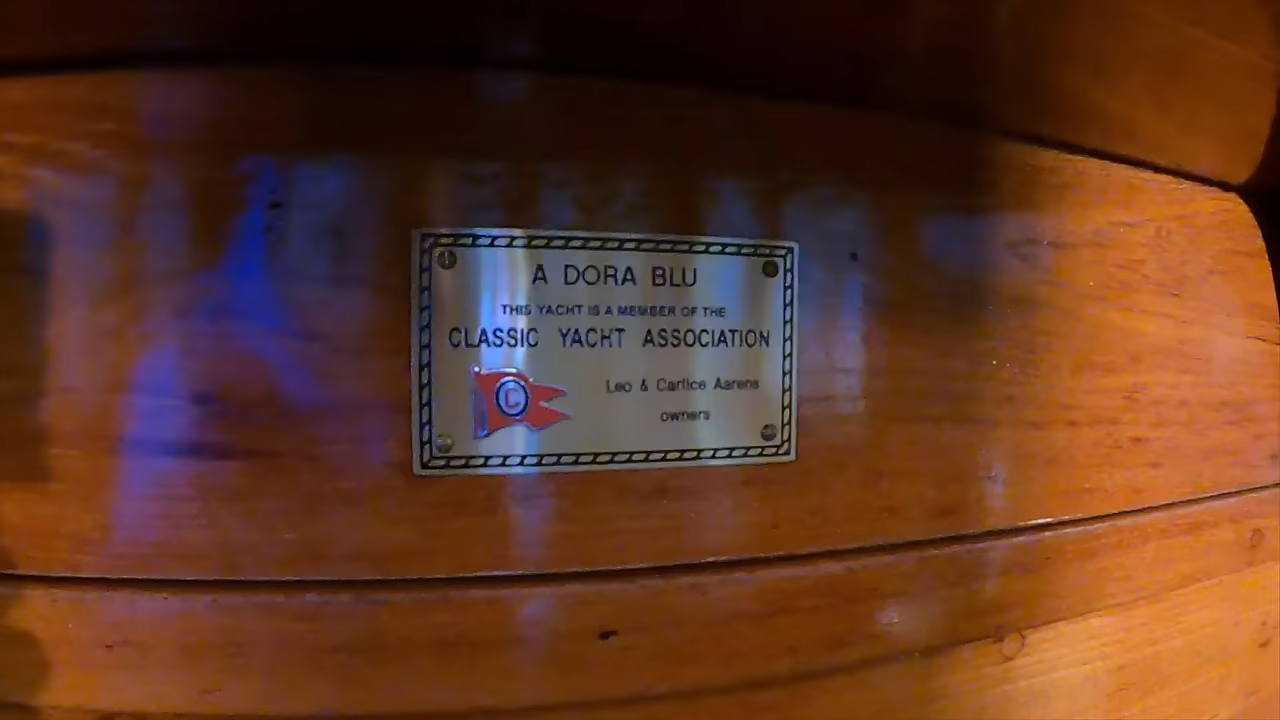 A DORA BLU
THIS YACHT IS A MEMBER OF THE
CLASSIC YACHT ASSOCIATION
C
Leo & Carlice Aarens
owners